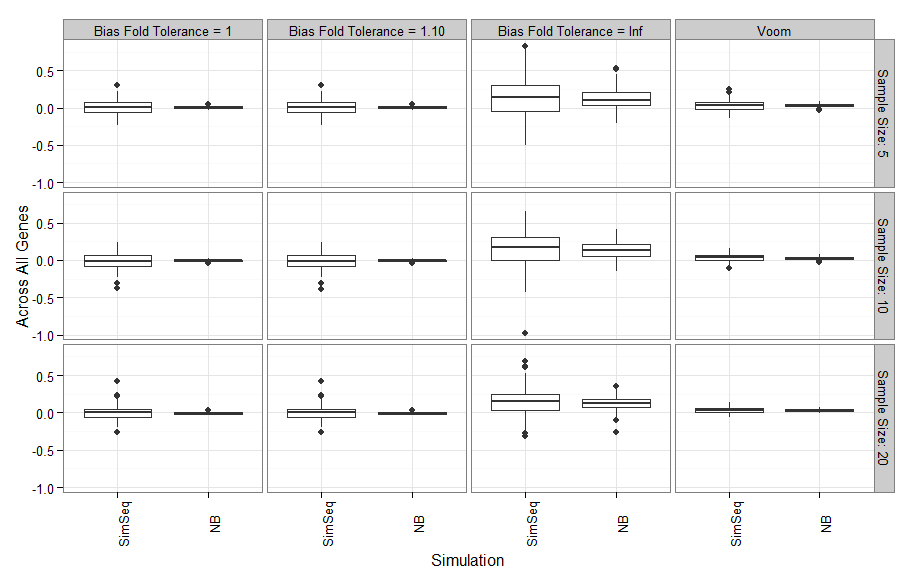 Bias Fold Tolerance = 1
Bias Fold Tolerance = 1.10
Bias Fold Tolerance = Inf
Voom
Across All Genes
0.5
0.0
-0.5
-1.0
Sample Size: 5
0.5
0.0
-0.5
-1.0
Sample Size: 10
0.5
0.0
-0.5
-1.0
Sample Size: 20
SimSeq
NB
SimSeq
NB
SimSeq
NB
SimSeq
NB
Simulation